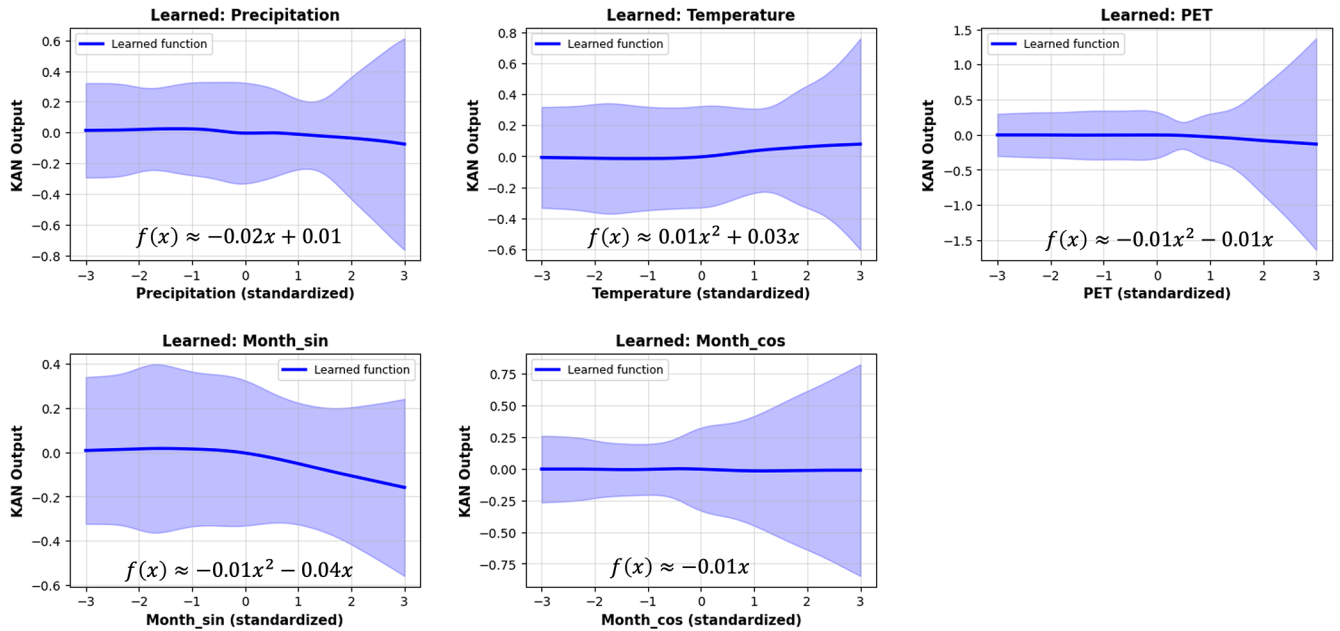 Learned: Precipitation
Learned function
KAN Output
0.6
0.4
0.2
0.0
−0.2
−0.4
−0.6
−0.8
f(x) ≈ −0.02x + 0.01
−3 −2 −1 0 1 2 3
Precipitation (standardized)
Learned: Temperature
Learned function
KAN Output
0.8
0.6
0.4
0.2
0.0
−0.2
−0.4
−0.6
f(x) ≈ 0.01x² + 0.03x
−3 −2 −1 0 1 2 3
Temperature (standardized)
Learned: PET
Learned function
KAN Output
1.5
1.0
0.5
0.0
−0.5
−1.0
−1.5
f(x) ≈ −0.01x² − 0.01x
−3 −2 −1 0 1 2 3
PET (standardized)
Learned: Month_sin
Learned function
KAN Output
0.4
0.2
0.0
−0.2
−0.4
−0.6
f(x) ≈ −0.01x² − 0.04x
−3 −2 −1 0 1 2 3
Month_sin (standardized)
Learned: Month_cos
Learned function
KAN Output
0.75
0.50
0.25
0.00
−0.25
−0.50
−0.75
f(x) ≈ −0.01x
−3 −2 −1 0 1 2 3
Month_cos (standardized)